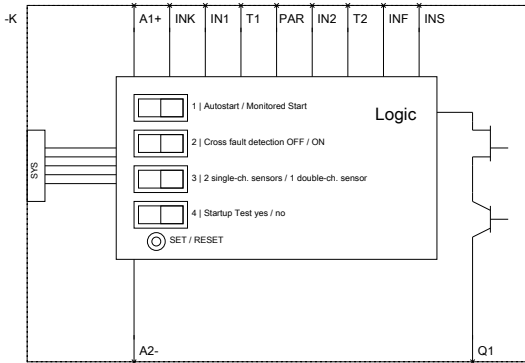 -K
A1+ INK IN1 T1 PAR IN2 T2 INF INS
1 | Autostart / Monitored Start
Logic
2 | Cross fault detection OFF / ON
SYS
3 | 2 single-ch. sensors / 1 double-ch. sensor
4 | Startup Test yes / no
SET / RESET
A2-
Q1